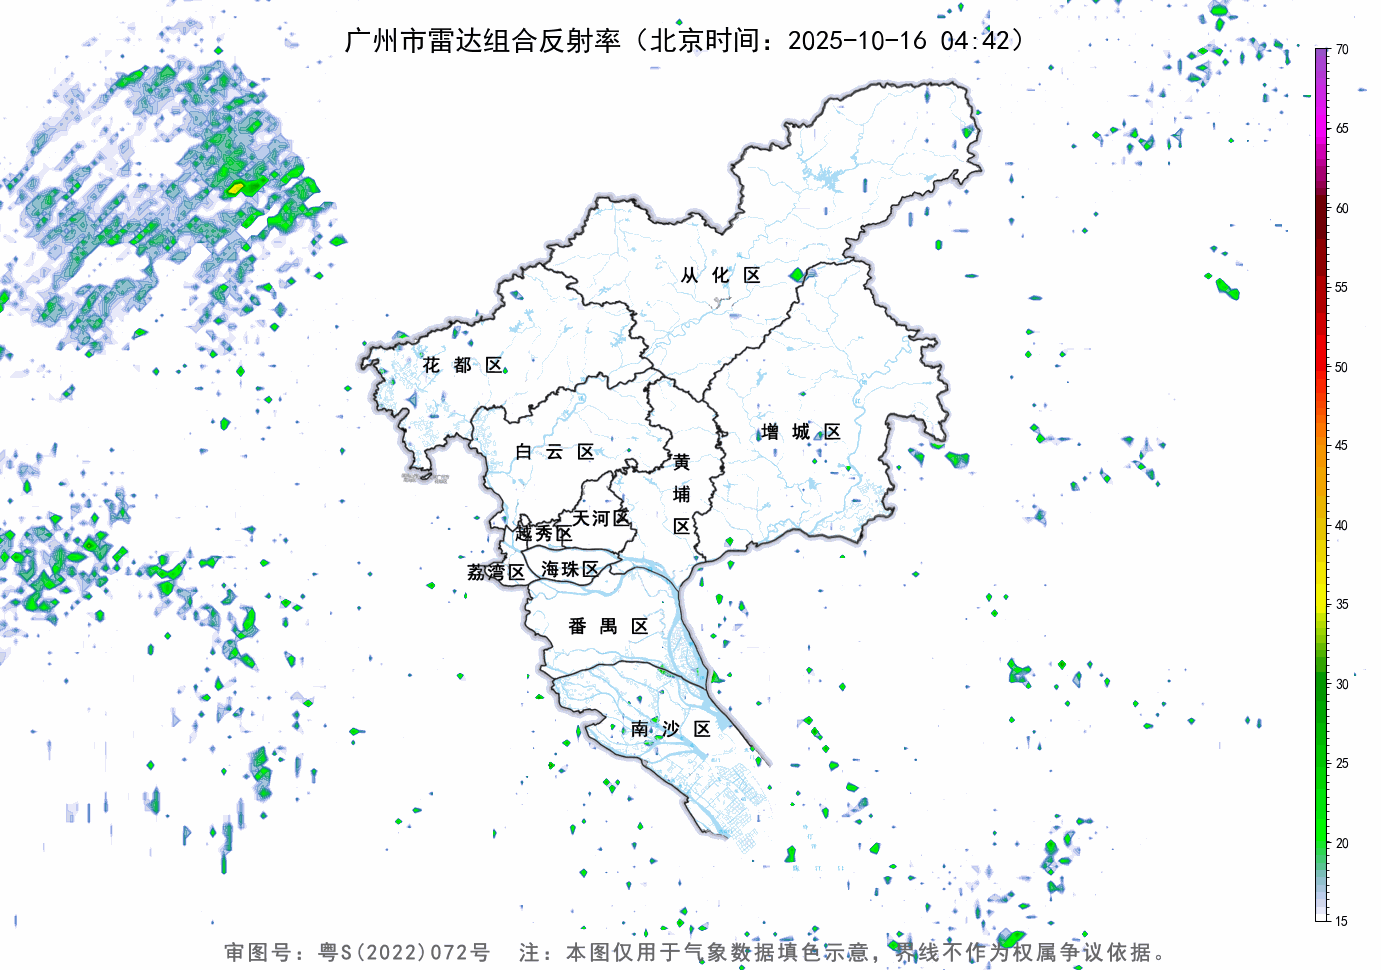 广州市雷达组合反射率（北京时间：2025-10-16 04:42）
70
65
60
55
50
45
40
35
30
25
20
15
从 化 区
花 都 区
增 城 区
白 云 区
黄
埔
区
天河区
越秀区
荔湾区
海珠区
番 禺 区
南 沙 区
审图号：粤S(2022)072号 注：本图仅用于气象数据填色示意，界线不作为权属争议依据。